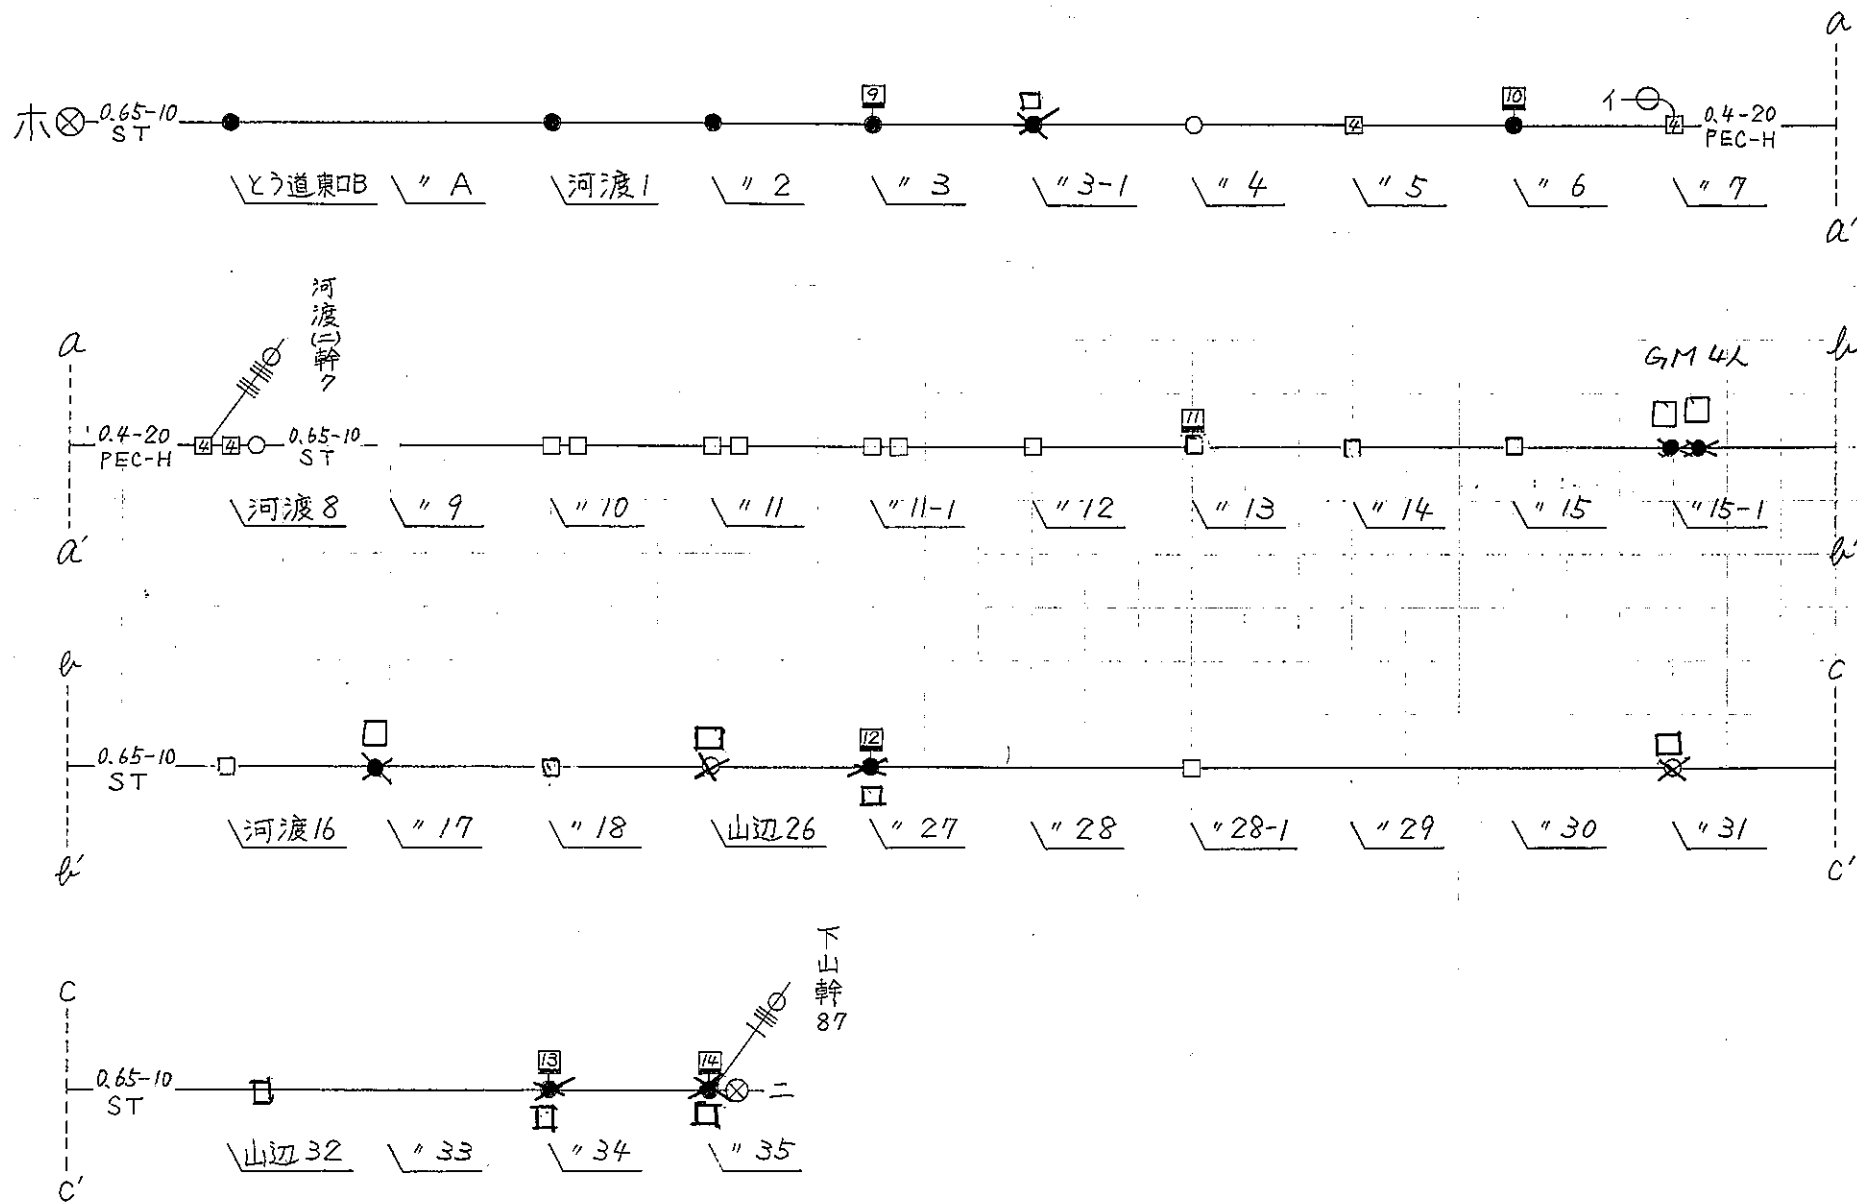 a
9 10 イ
ホ 0.65-10 ST 4 4 0.4-20 PEC-H
とう道東口B 〃 A 河渡1 〃 2 〃 3 〃 3-1 〃 4 〃 5 〃 6 〃 7
a'
河渡(二)幹7
a b
GM 4L
11
0.4-20 PEC-H 4 4 0.65-10 ST
河渡8 〃 9 〃 10 〃 11 〃 11-1 〃 12 〃 13 〃 14 〃 15 〃 15-1
a' b'
b c
12
0.65-10 ST
河渡16 〃 17 〃 18 山辺26 〃 27 〃 28 〃 28-1 〃 29 〃 30 〃 31
b' c'
下山幹87
c
13 14
0.65-10 ST ニ
山辺32 〃 33 〃 34 〃 35
c'